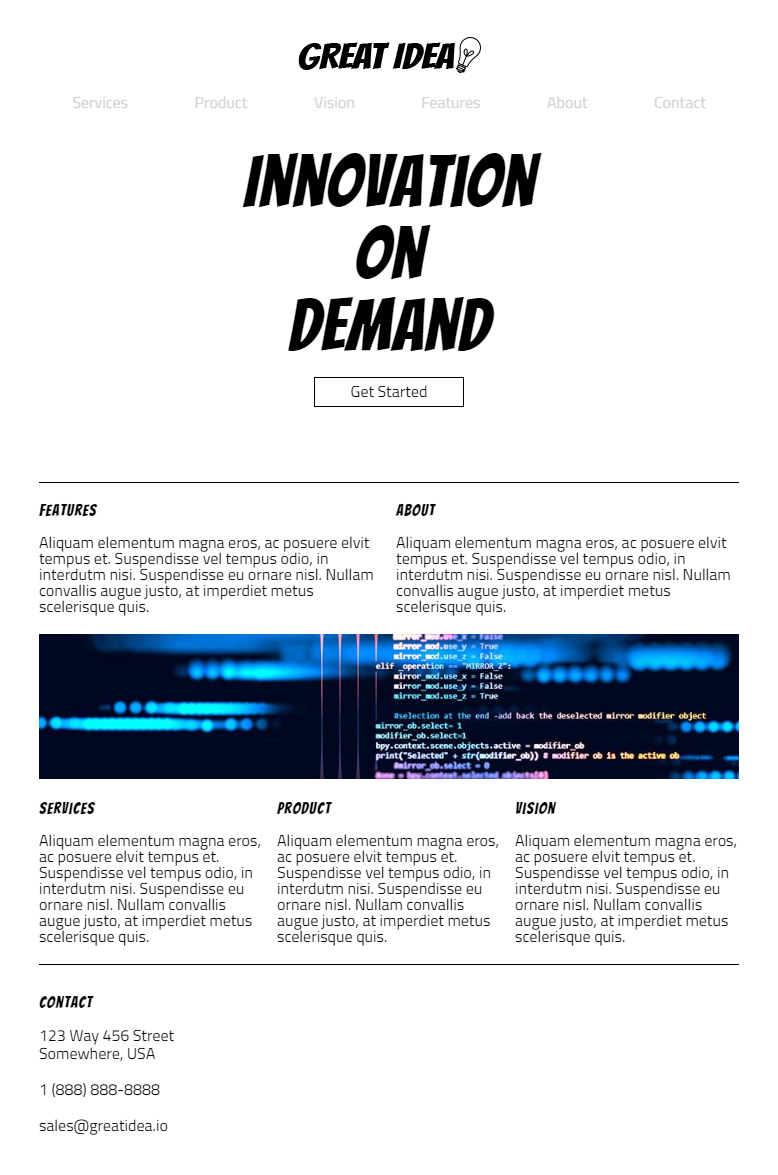 GREAT IDEA
Services Product Vision Features About Contact
INNOVATION
ON
DEMAND
Get Started
FEATURES
Aliquam elementum magna eros, ac posuere elvit
tempus et. Suspendisse vel tempus odio, in
interdutm nisi. Suspendisse eu ornare nisl. Nullam
convallis augue justo, at imperdiet metus
scelerisque quis.
ABOUT
Aliquam elementum magna eros, ac posuere elvit
tempus et. Suspendisse vel tempus odio, in
interdutm nisi. Suspendisse eu ornare nisl. Nullam
convallis augue justo, at imperdiet metus
scelerisque quis.
mirror_mod.use_x = False
mirror_mod.use_y = True
mirror_mod.use_z = False
elif _operation == "MIRROR_Z":
mirror_mod.use_x = False
mirror_mod.use_y = False
mirror_mod.use_z = True
#selection at the end -add back the deselected mirror modifier object
mirror_ob.select= 1
modifier_ob.select=1
bpy.context.scene.objects.active = modifier_ob
print("Selected" + str(modifier_ob)) # modifier ob is the active ob
#mirror_ob.select = 0
= bpy.context.selected_objects[0]
SERVICES
Aliquam elementum magna eros,
ac posuere elvit tempus et.
Suspendisse vel tempus odio, in
interdutm nisi. Suspendisse eu
ornare nisl. Nullam convallis
augue justo, at imperdiet metus
scelerisque quis.
PRODUCT
Aliquam elementum magna eros,
ac posuere elvit tempus et.
Suspendisse vel tempus odio, in
interdutm nisi. Suspendisse eu
ornare nisl. Nullam convallis
augue justo, at imperdiet metus
scelerisque quis.
VISION
Aliquam elementum magna eros,
ac posuere elvit tempus et.
Suspendisse vel tempus odio, in
interdutm nisi. Suspendisse eu
ornare nisl. Nullam convallis
augue justo, at imperdiet metus
scelerisque quis.
CONTACT
123 Way 456 Street
Somewhere, USA
1 (888) 888-8888
sales@greatidea.io